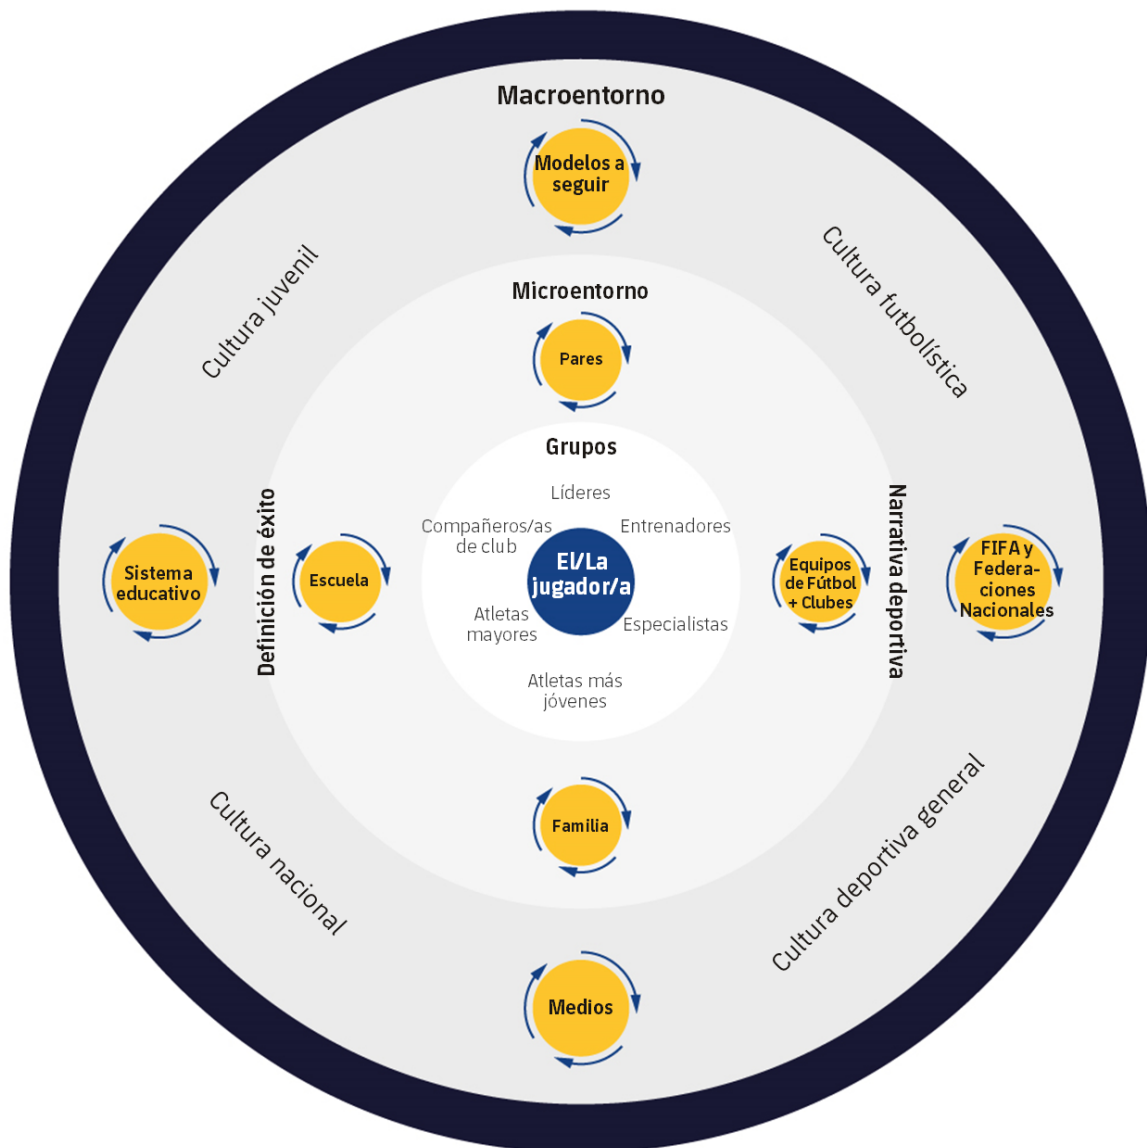 Macroentorno
Modelos a
seguir
Cultura juvenil
Cultura futbolística
Microentorno
Pares
Grupos
Líderes
Compañeros/as
de club
Entrenadores
El/La
jugador/a
Atletas
mayores
Especialistas
Atletas más
jóvenes
Sistema
educativo
Definición de éxito
Escuela
Equipos
de Fútbol
+ Clubes
Narrativa deportiva
FIFA y
Federa-
ciones
Nacionales
Familia
Cultura nacional
Cultura deportiva general
Medios